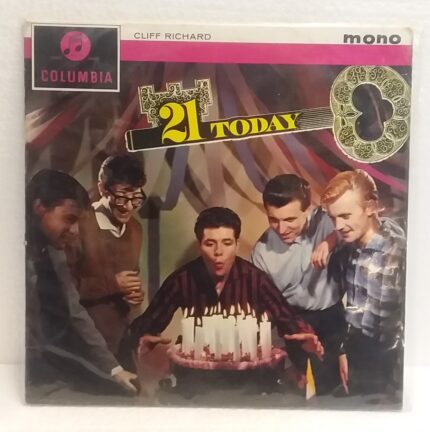 CLIFF RICHARD
mono
COLUMBIA
21 TODAY